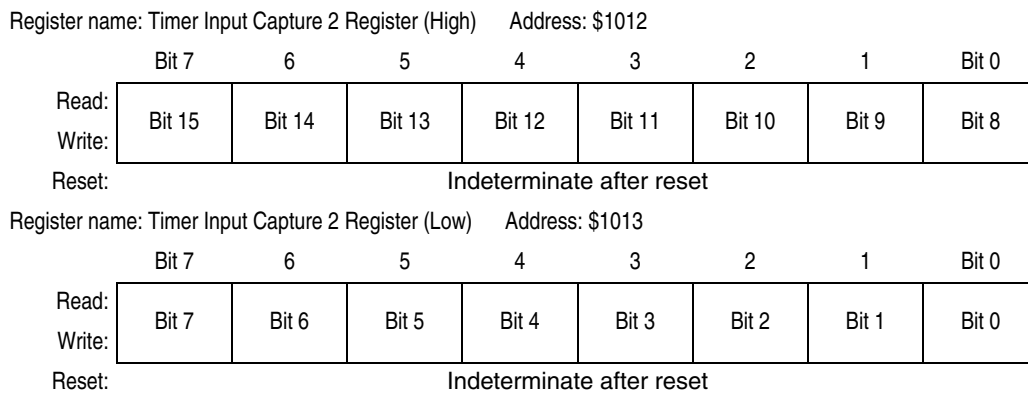 Register name: Timer Input Capture 2 Register (High) Address: $1012
Bit 7 6 5 4 3 2 1 Bit 0
Read:
Bit 15 Bit 14 Bit 13 Bit 12 Bit 11 Bit 10 Bit 9 Bit 8
Write:
Reset: Indeterminate after reset
Register name: Timer Input Capture 2 Register (Low) Address: $1013
Bit 7 6 5 4 3 2 1 Bit 0
Read:
Bit 7 Bit 6 Bit 5 Bit 4 Bit 3 Bit 2 Bit 1 Bit 0
Write:
Reset: Indeterminate after reset